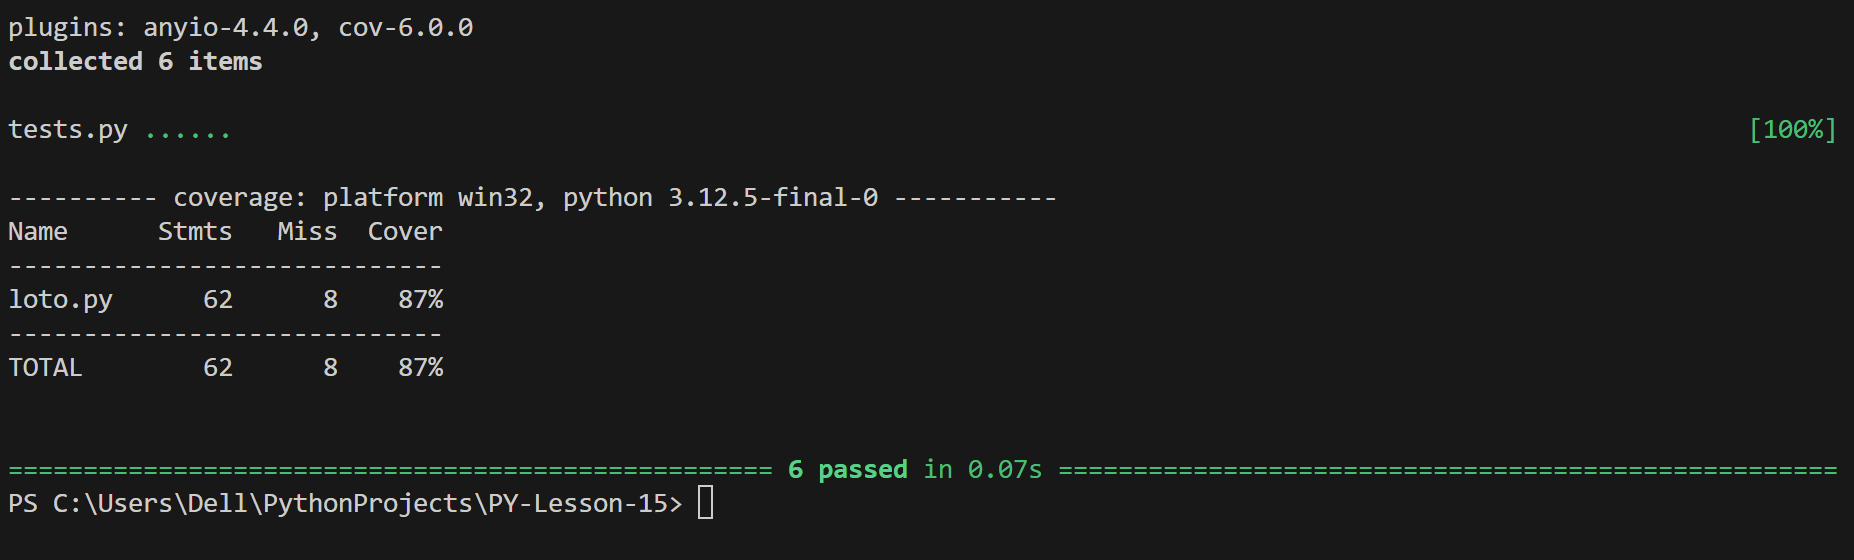 plugins: anyio-4.4.0, cov-6.0.0
collected 6 items
tests.py ...... [100%]
---------- coverage: platform win32, python 3.12.5-final-0 -----------
Name      Stmts   Miss  Cover
-----------------------------
loto.py      62      8    87%
-----------------------------
TOTAL        62      8    87%
=================================================== 6 passed in 0.07s ====================================================
PS C:\Users\Dell\PythonProjects\PY-Lesson-15>